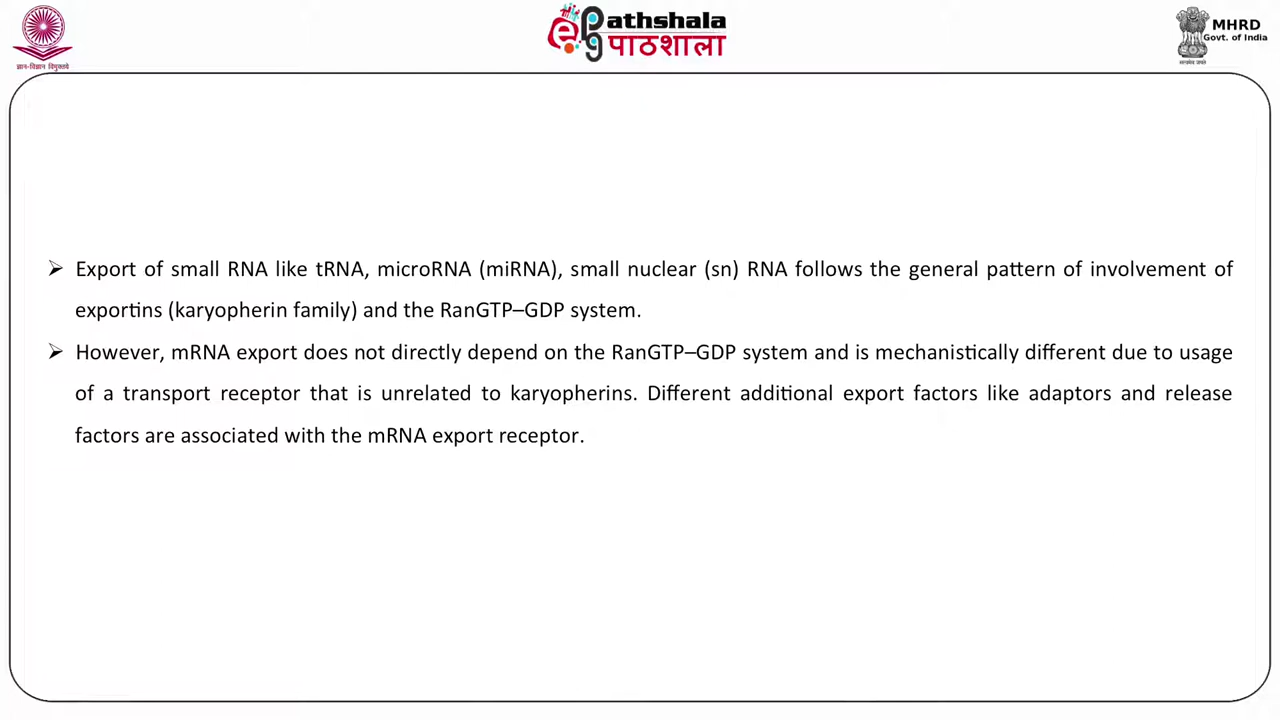 ज्ञान-विज्ञान विमुक्तये
ePathshala
पाठशाला
MHRD
Govt. of India
सत्यमेव जयते
➢ Export of small RNA like tRNA, microRNA (miRNA), small nuclear (sn) RNA follows the general pattern of involvement of
exportins (karyopherin family) and the RanGTP–GDP system.
➢ However, mRNA export does not directly depend on the RanGTP–GDP system and is mechanistically different due to usage
of a transport receptor that is unrelated to karyopherins. Different additional export factors like adaptors and release
factors are associated with the mRNA export receptor.